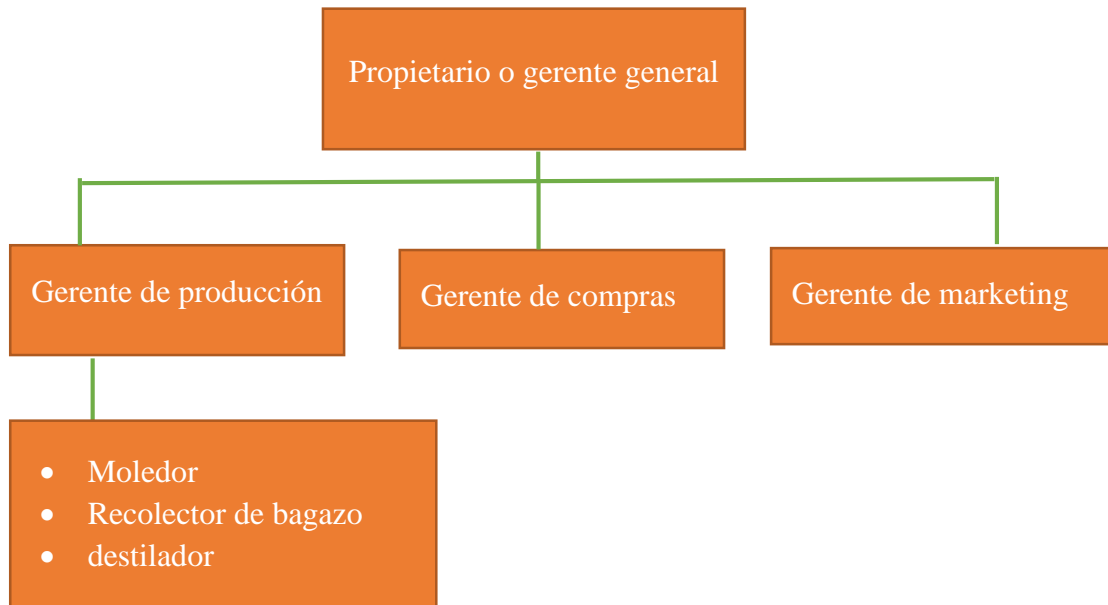 Propietario o gerente general
Gerente de producción
Gerente de compras
Gerente de marketing
• Moledor
• Recolector de bagazo
• destilador